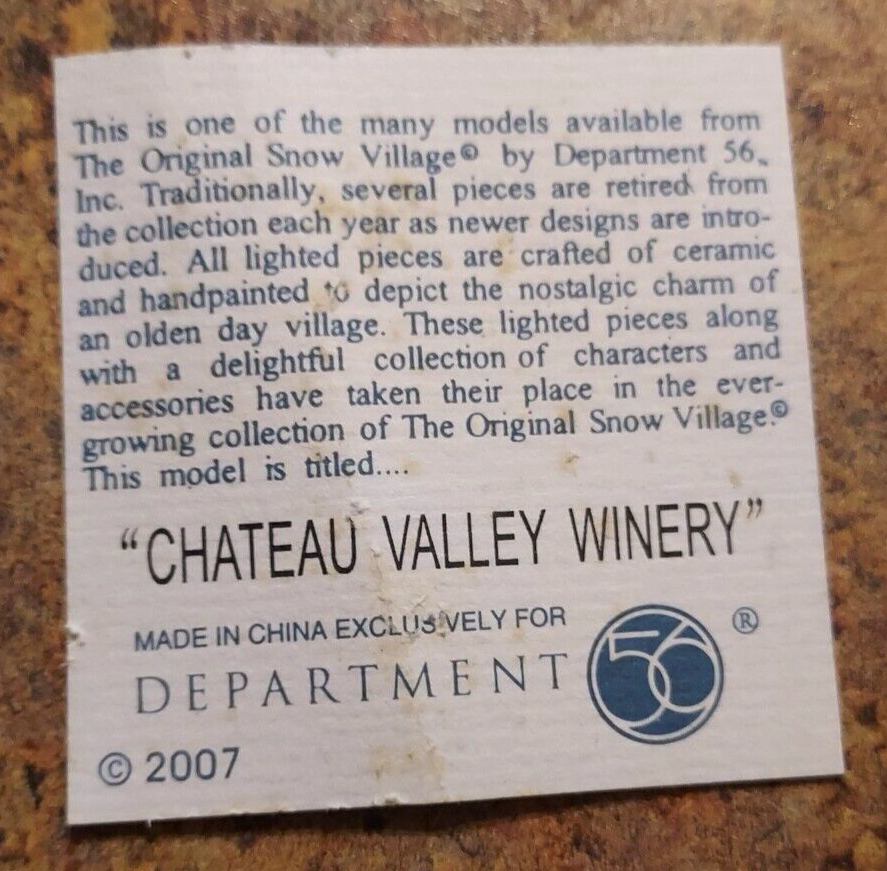 This is one of the many models available from
The Original Snow Village© by Department 56,
Inc. Traditionally, several pieces are retired from
the collection each year as newer designs are intro-
duced. All lighted pieces are crafted of ceramic
and handpainted to depict the nostalgic charm of
an olden day village. These lighted pieces along
with a delightful collection of characters and
accessories have taken their place in the ever-
growing collection of The Original Snow Village.©
This model is titled....
“CHATEAU VALLEY WINERY”
MADE IN CHINA EXCLUSIVELY FOR
DEPARTMENT 56 ®
© 2007